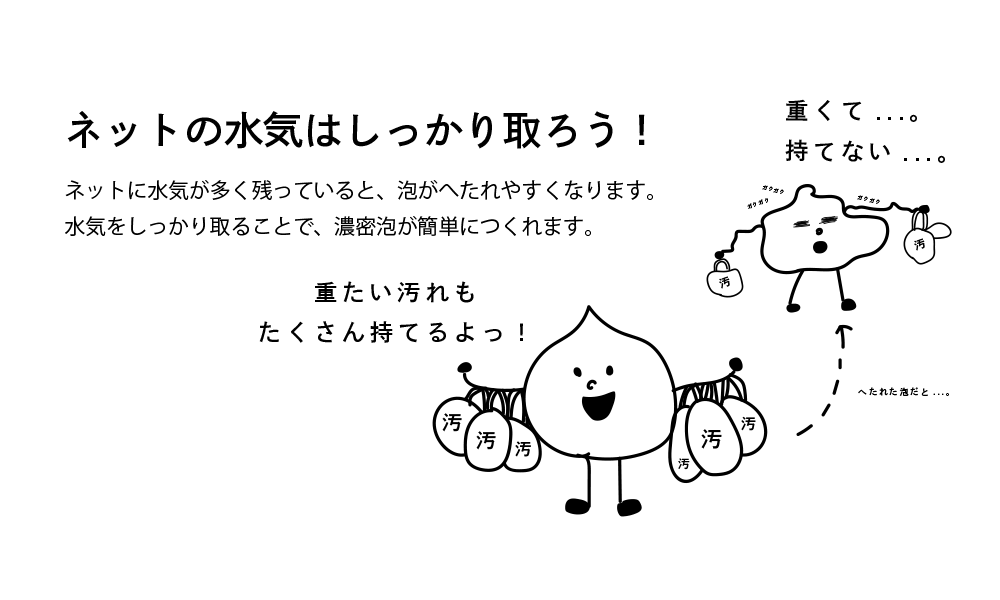 ネットの水気はしっかり取ろう！
ネットに水気が多く残っていると、泡がへたれやすくなります。
水気をしっかり取ることで、濃密泡が簡単につくれます。
重くて...。
持てない...。
ガクガク
ガクガク
ガクガク
汚
汚
重たい汚れも
たくさん持てるよっ！
汚
汚
汚
汚
汚
汚
へたれた泡だと...。